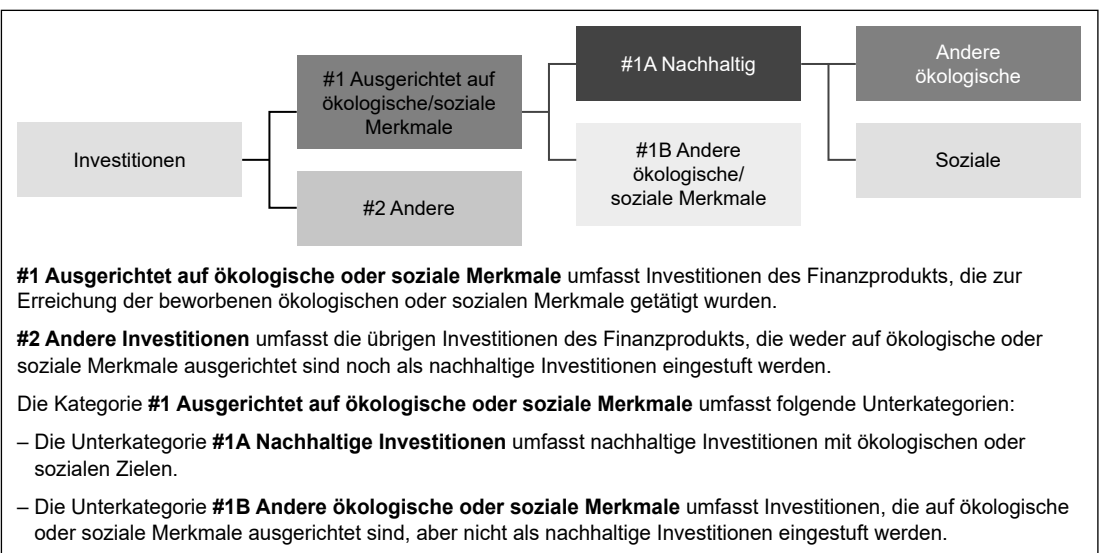 Investitionen
#1 Ausgerichtet auf
ökologische/soziale
Merkmale
#2 Andere
#1A Nachhaltig
#1B Andere
ökologische/
soziale Merkmale
Andere
ökologische
Soziale
#1 Ausgerichtet auf ökologische oder soziale Merkmale umfasst Investitionen des Finanzprodukts, die zur
Erreichung der beworbenen ökologischen oder sozialen Merkmale getätigt wurden.
#2 Andere Investitionen umfasst die übrigen Investitionen des Finanzprodukts, die weder auf ökologische oder
soziale Merkmale ausgerichtet sind noch als nachhaltige Investitionen eingestuft werden.
Die Kategorie #1 Ausgerichtet auf ökologische oder soziale Merkmale umfasst folgende Unterkategorien:
– Die Unterkategorie #1A Nachhaltige Investitionen umfasst nachhaltige Investitionen mit ökologischen oder
sozialen Zielen.
– Die Unterkategorie #1B Andere ökologische oder soziale Merkmale umfasst Investitionen, die auf ökologische
oder soziale Merkmale ausgerichtet sind, aber nicht als nachhaltige Investitionen eingestuft werden.